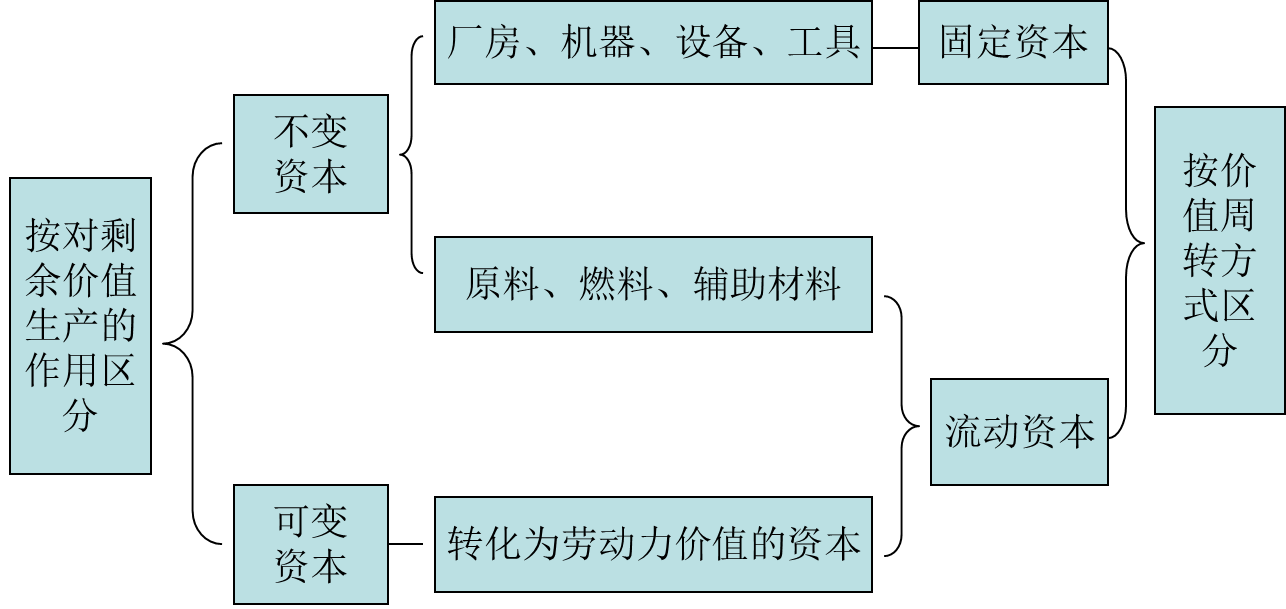 按对剩
余价值
生产的
作用区
分
不变
资本
可变
资本
厂房、机器、设备、工具
原料、燃料、辅助材料
转化为劳动力价值的资本
固定资本
流动资本
按价
值周
转方
式区
分